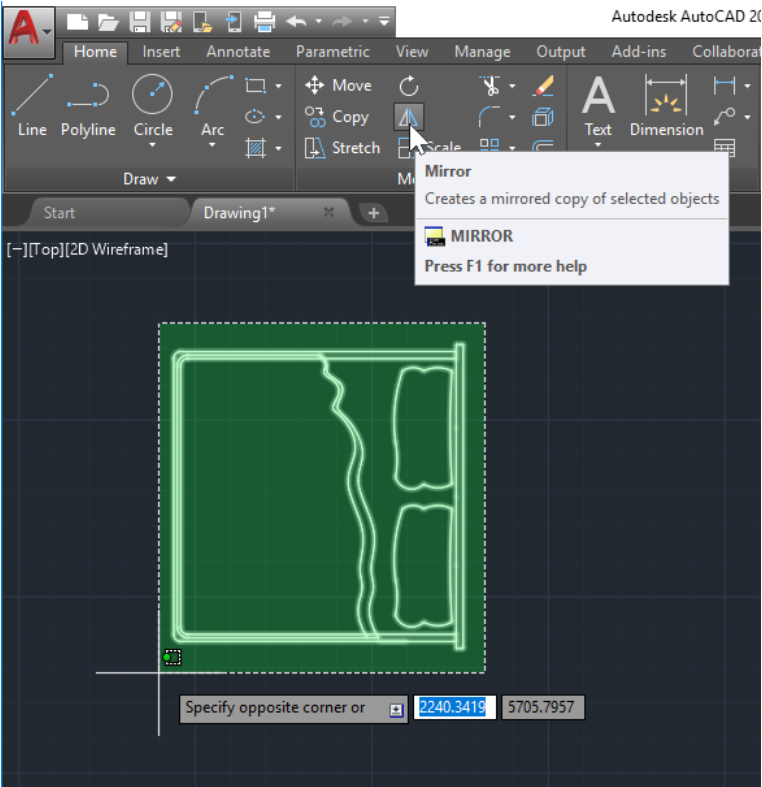 Autodesk AutoCAD 20
Home Insert Annotate Parametric View Manage Output Add-ins Collaborat
Move
Copy
Line Polyline Circle Arc Stretch Scale Text Dimension
Draw
Mirror
Creates a mirrored copy of selected objects
MIRROR
Press F1 for more help
Start Drawing1* +
[−][Top][2D Wireframe]
Specify opposite corner or 2240.3419 5705.7957